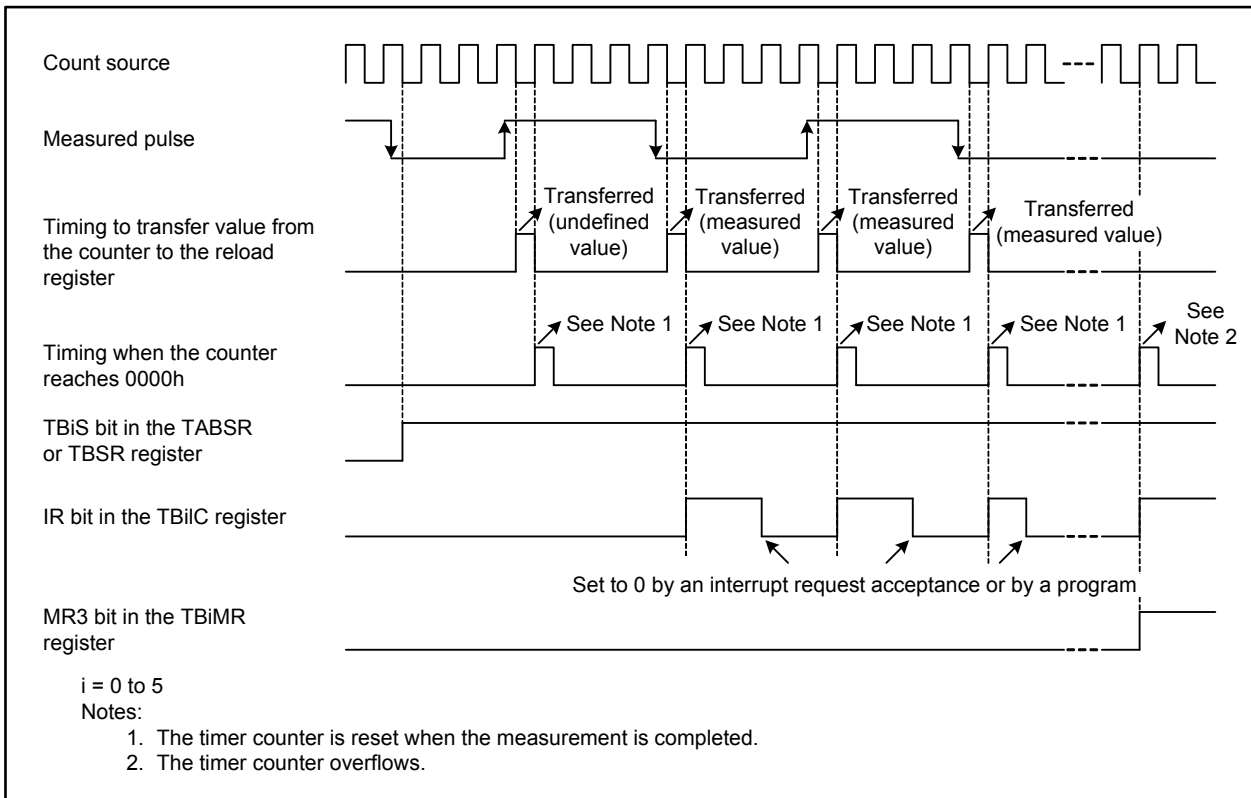 Count source
Measured pulse
Timing to transfer value from
the counter to the reload
register
Transferred
(undefined
value)
Transferred
(measured
value)
Transferred
(measured
value)
Transferred
(measured value)
Timing when the counter
reaches 0000h
See Note 1
See Note 1
See Note 1
See Note 1
See
Note 2
TBiS bit in the TABSR
or TBSR register
IR bit in the TBiIC register
Set to 0 by an interrupt request acceptance or by a program
MR3 bit in the TBiMR
register
i = 0 to 5
Notes:
1. The timer counter is reset when the measurement is completed.
2. The timer counter overflows.